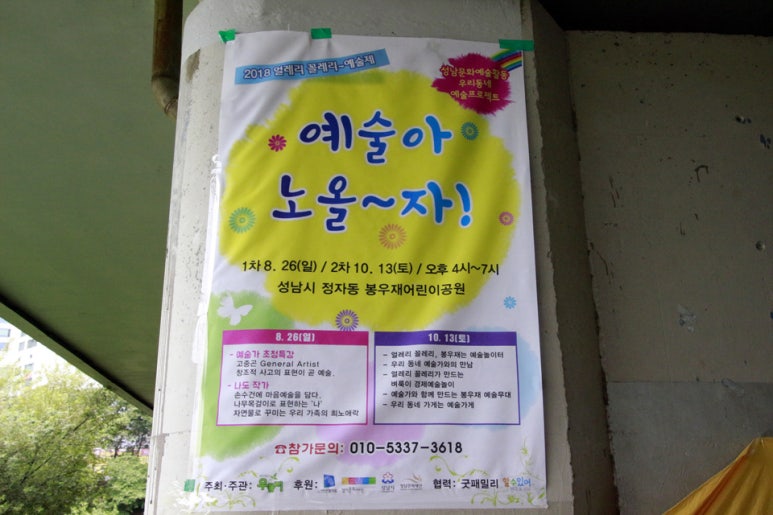 2018 얼레리 꼴레리~예술제
성남문화예술활동
우리동네
예술프로젝트
예술아
노올~자!
1차 8. 26(일) / 2차 10. 13(토) / 오후 4시~7시
성남시 정자동 봉우재어린이공원
8. 26(일)
- 예술가 초정특강
고충곤 General Artist
창조적 사고의 표현이 곧 예술.
- 나도 작가
손수건에 마음예술을 담다.
나무목걸이로 표현하는 '나'
자연물로 꾸미는 우리 가족의 희노애락
10. 13(토)
- 얼레리 꼴레리, 봉우재는 예술놀이터
- 우리 동네 예술가와의 만남
- 얼레리 꼴레리가 만드는
벼룩이 경제예술놀이
- 예술가와 함께 만드는 봉우재 예술무대
- 우리 동네 가게는 예술가게
☎참가문의: 010-5337-3618
주최·주관: 후원: 성남시 협력: 굿패밀리